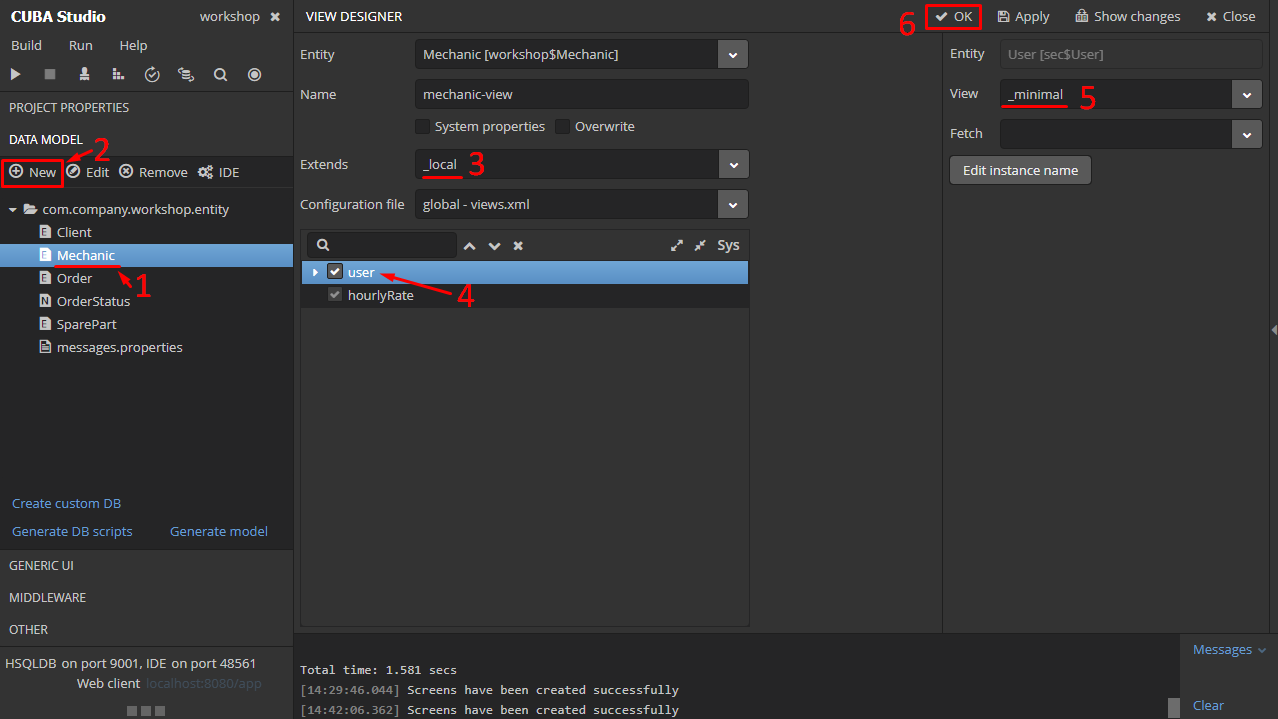 CUBA Studio
workshop
Build Run Help
PROJECT PROPERTIES
DATA MODEL
2
New Edit Remove IDE
com.company.workshop.entity
E Client
E Mechanic
1
E Order
N OrderStatus
E SparePart
messages.properties
Create custom DB
Generate DB scripts Generate model
GENERIC UI
MIDDLEWARE
OTHER
HSQLDB on port 9001, IDE on port 48561
Web client localhost:8080/app
VIEW DESIGNER
6 OK Apply Show changes Close
Entity Mechanic [workshop$Mechanic]
Name mechanic-view
System properties Overwrite
Extends _local 3
Configuration file global - views.xml
Sys
user
hourlyRate
4
Entity User [sec$User]
View _minimal 5
Fetch
Edit instance name
Total time: 1.581 secs
[14:29:46.044] Screens have been created successfully
[14:42:06.362] Screens have been created successfully
Messages
Clear